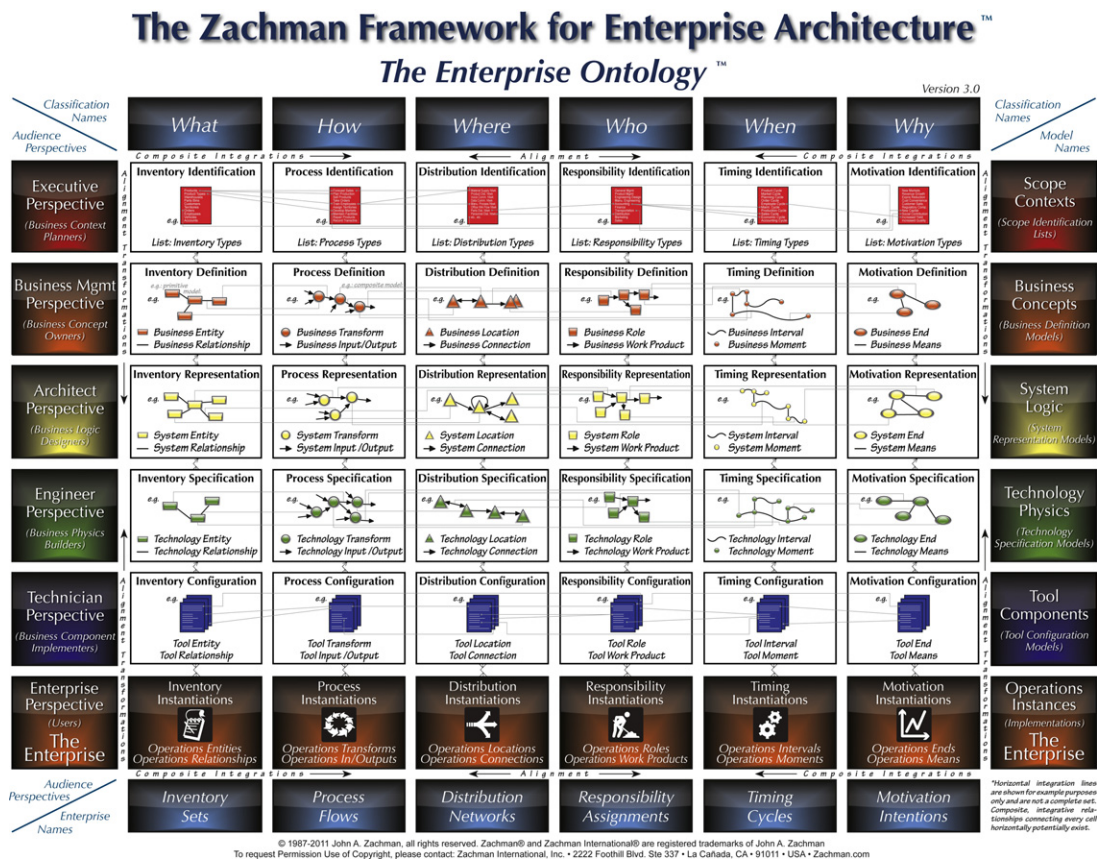 The Zachman Framework for Enterprise Architecture ™
The Enterprise Ontology ™
Version 3.0
Classification
Names
Audience
Perspectives
What
How
Where
Who
When
Why
Classification
Names
Model
Names
Composite Integrations
Alignment
Composite Integrations
Alignment
Transformations
Executive
Perspective
(Business Context
Planners)
Inventory Identification
e.g.
List: Inventory Types
Process Identification
e.g.
List: Process Types
Distribution Identification
e.g.
List: Distribution Types
Responsibility Identification
e.g.
List: Responsibility Types
Timing Identification
e.g.
List: Timing Types
Motivation Identification
e.g.
List: Motivation Types
Scope
Contexts
(Scope Identification
Lists)
Alignment
Transformations
Business Mgmt
Perspective
(Business Concept
Owners)
Inventory Definition
e.g.: primitive
model
e.g.
Business Entity
Business Relationship
Process Definition
e.g.: composite model
e.g.
Business Transform
Business Input/Output
Distribution Definition
e.g.
Business Location
Business Connection
Responsibility Definition
e.g.
Business Role
Business Work Product
Timing Definition
e.g.
Business Interval
Business Moment
Motivation Definition
e.g.
Business End
Business Means
Business
Concepts
(Business Definition
Models)
Architect
Perspective
(Business Logic
Designers)
Inventory Representation
e.g.
System Entity
System Relationship
Process Representation
e.g.
System Transform
System Input /Output
Distribution Representation
e.g.
System Location
System Connection
Responsibility Representation
e.g.
System Role
System Work Product
Timing Representation
e.g.
System Interval
System Moment
Motivation Representation
e.g.
System End
System Means
System
Logic
(System
Representation Models)
Engineer
Perspective
(Business Physics
Builders)
Inventory Specification
e.g.
Technology Entity
Technology Relationship
Process Specification
e.g.
Technology Transform
Technology Input /Output
Distribution Specification
e.g.
Technology Location
Technology Connection
Responsibility Specification
e.g.
Technology Role
Technology Work Product
Timing Specification
e.g.
Technology Interval
Technology Moment
Motivation Specification
e.g.
Technology End
Technology Means
Technology
Physics
(Technology
Specification Models)
Alignment
Transformations
Technician
Perspective
(Business Component
Implementers)
Inventory Configuration
e.g.
Tool Entity
Tool Relationship
Process Configuration
e.g.
Tool Transform
Tool Input /Output
Distribution Configuration
e.g.
Tool Location
Tool Connection
Responsibility Configuration
e.g.
Tool Role
Tool Work Product
Timing Configuration
e.g.
Tool Interval
Tool Moment
Motivation Configuration
e.g.
Tool End
Tool Means
Tool
Components
(Tool Configuration
Models)
Alignment
Transformations
Enterprise
Perspective
(Users)
The Enterprise
Inventory
Instantiations
Operations Entities
Operations Relationships
Process
Instantiations
Operations Transforms
Operations In/Outputs
Distribution
Instantiations
Operations Locations
Operations Connections
Responsibility
Instantiations
Operations Roles
Operations Work Products
Timing
Instantiations
Operations Intervals
Operations Moments
Motivation
Instantiations
Operations Ends
Operations Means
Operations
Instances
(Implementations)
The
Enterprise
Composite Integrations
Alignment
Composite Integrations
Audience
Perspectives
Enterprise
Names
Inventory
Sets
Process
Flows
Distribution
Networks
Responsibility
Assignments
Timing
Cycles
Motivation
Intentions
*Horizontal integration lines
are shown for example purposes
only and are not a complete set.
Composite, integrative rela-
tionships connecting every cell
horizontally potentially exist.
© 1987-2011 John A. Zachman, all rights reserved. Zachman® and Zachman International® are registered trademarks of John A. Zachman
To request Permission Use of Copyright, please contact: Zachman International, Inc. • 2222 Foothill Blvd. Ste 337 • La Cañada, CA • 91011 • USA • Zachman.com